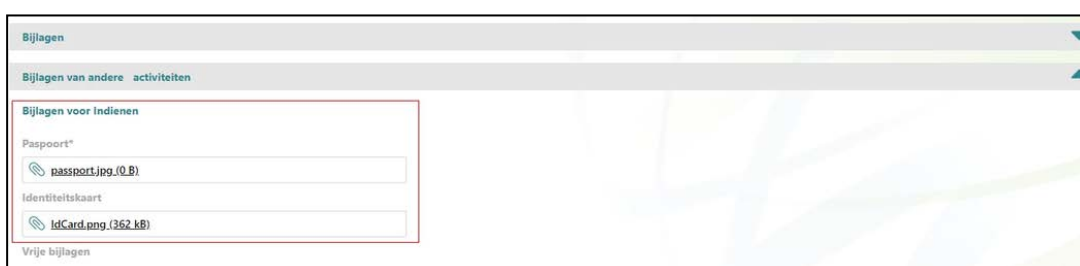 Bijlagen
Bijlagen van andere activiteiten
Bijlagen voor Indienen
Paspoort*
passport.jpg (0 B)
Identiteitskaart
IdCard.png (362 kB)
Vrije bijlagen